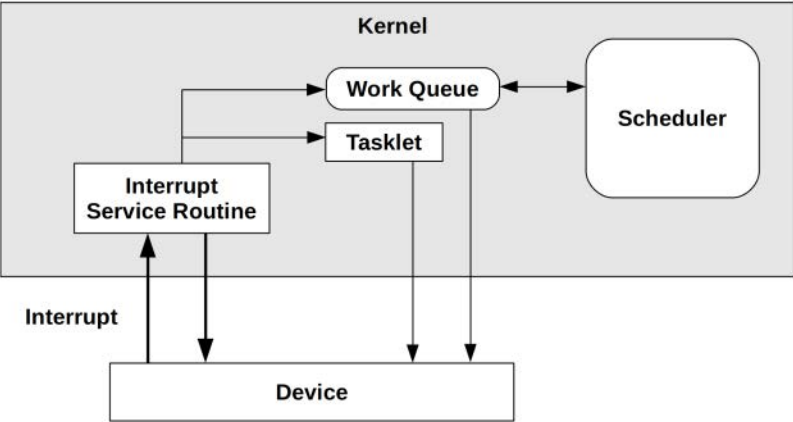 Kernel
Work Queue
Scheduler
Tasklet
Interrupt
Service Routine
Interrupt
Device